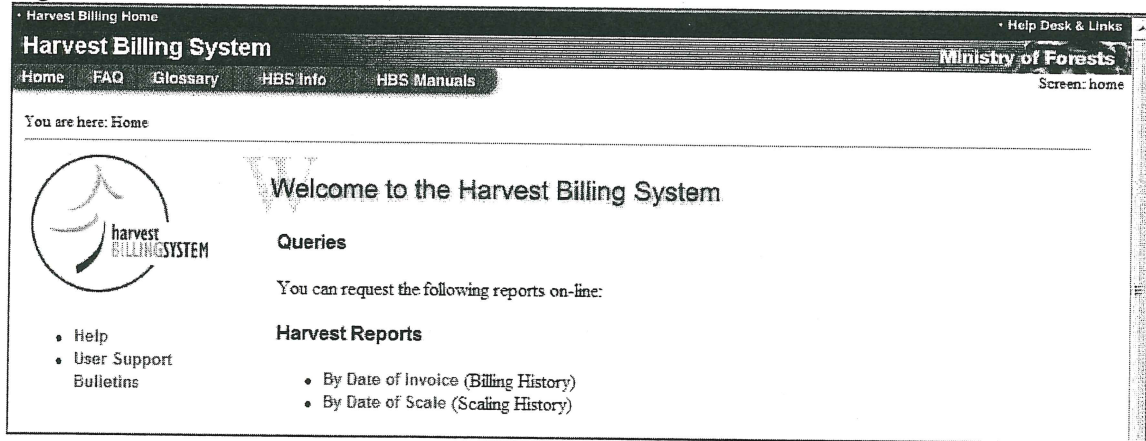 • Harvest Billing Home
• Help Desk & Links
Harvest Billing System
Ministry of Forests
Home FAQ Glossary HBS Info HBS Manuals
Screen: home
You are here: Home
harvest
BILLINGSYSTEM
• Help
• User Support
Bulletins
W
Welcome to the Harvest Billing System
Queries
You can request the following reports on-line:
Harvest Reports
• By Date of Invoice (Billing History)
• By Date of Scale (Scaling History)